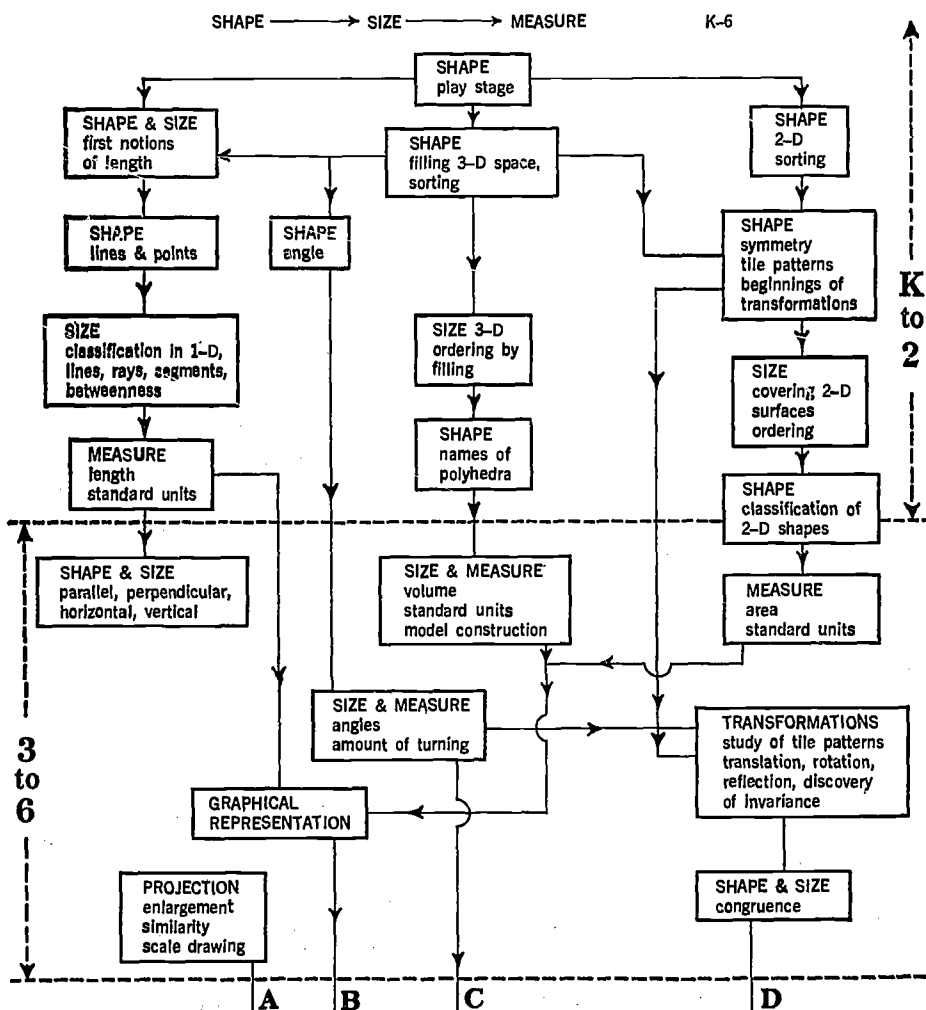 SHAPE SIZE MEASURE K-6
SHAPE
play stage
SHAPE & SIZE
first notions
of length
SHAPE
filling 3-D space,
sorting
SHAPE
2-D
sorting
SHAPE
lines & points
SHAPE
angle
SHAPE
symmetry
tile patterns
beginnings of
transformations
K
to
2
SIZE
classification in 1-D,
lines, rays, segments,
betweenness
SIZE 3-D
ordering by
filling
SIZE
covering 2-D
surfaces
ordering
MEASURE
length
standard units
SHAPE
names of
polyhedra
SHAPE
classification of
2-D shapes
SHAPE & SIZE
parallel, perpendicular,
horizontal, vertical
SIZE & MEASURE
volume
standard units
model construction
MEASURE
area
standard units
3
to
6
SIZE & MEASURE
angles
amount of turning
TRANSFORMATIONS
study of tile patterns
translation, rotation,
reflection, discovery
of invariance
GRAPHICAL
REPRESENTATION
PROJECTION
enlargement
similarity
scale drawing
SHAPE & SIZE
congruence
A B C D